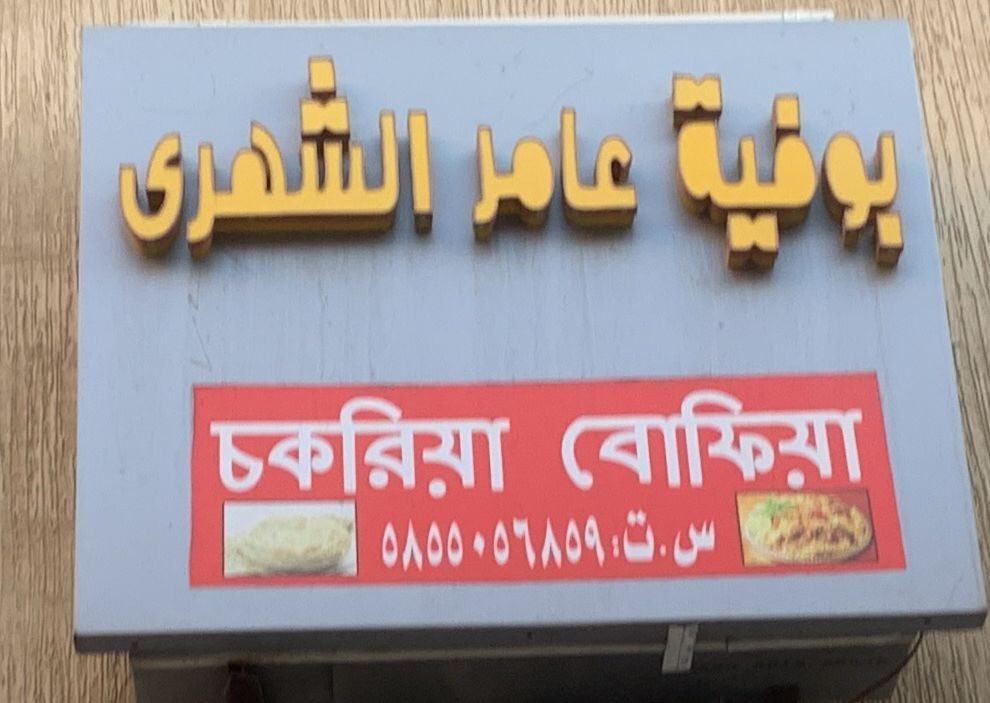 بوفية عامر الشهرى
চকরিয়া বোফিয়া
س.ت: ٥٨٥٥٠٥٦٨٥٩